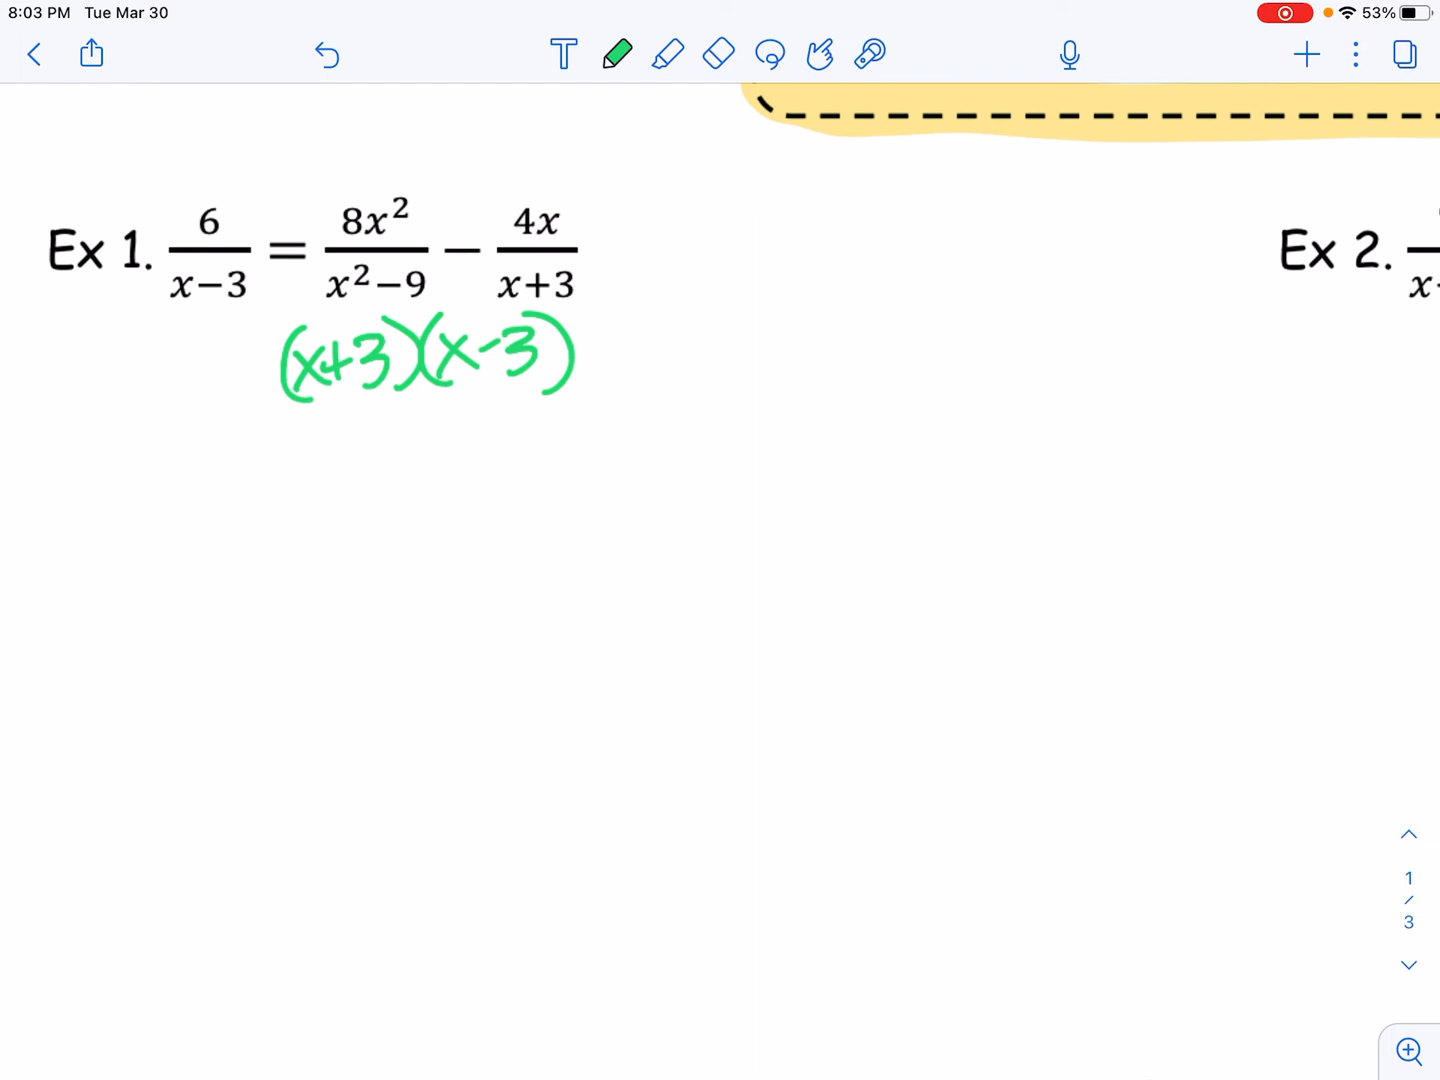 8:03 PM Tue Mar 30
53%
T
Ex 1. 6/(x−3) = 8x²/(x²−9) − 4x/(x+3)
(x+3)(x-3)
Ex 2.
x-
1
/
3